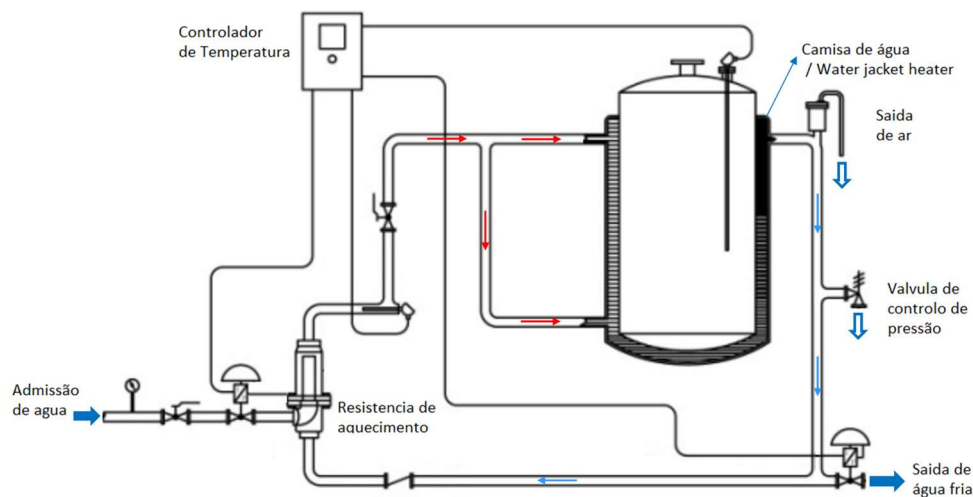 Controlador
de Temperatura
Camisa de água
/ Water jacket heater
Saida
de ar
Valvula de
controlo de
pressão
Admissão
de agua
Resistencia de
aquecimento
Saida de
água fria